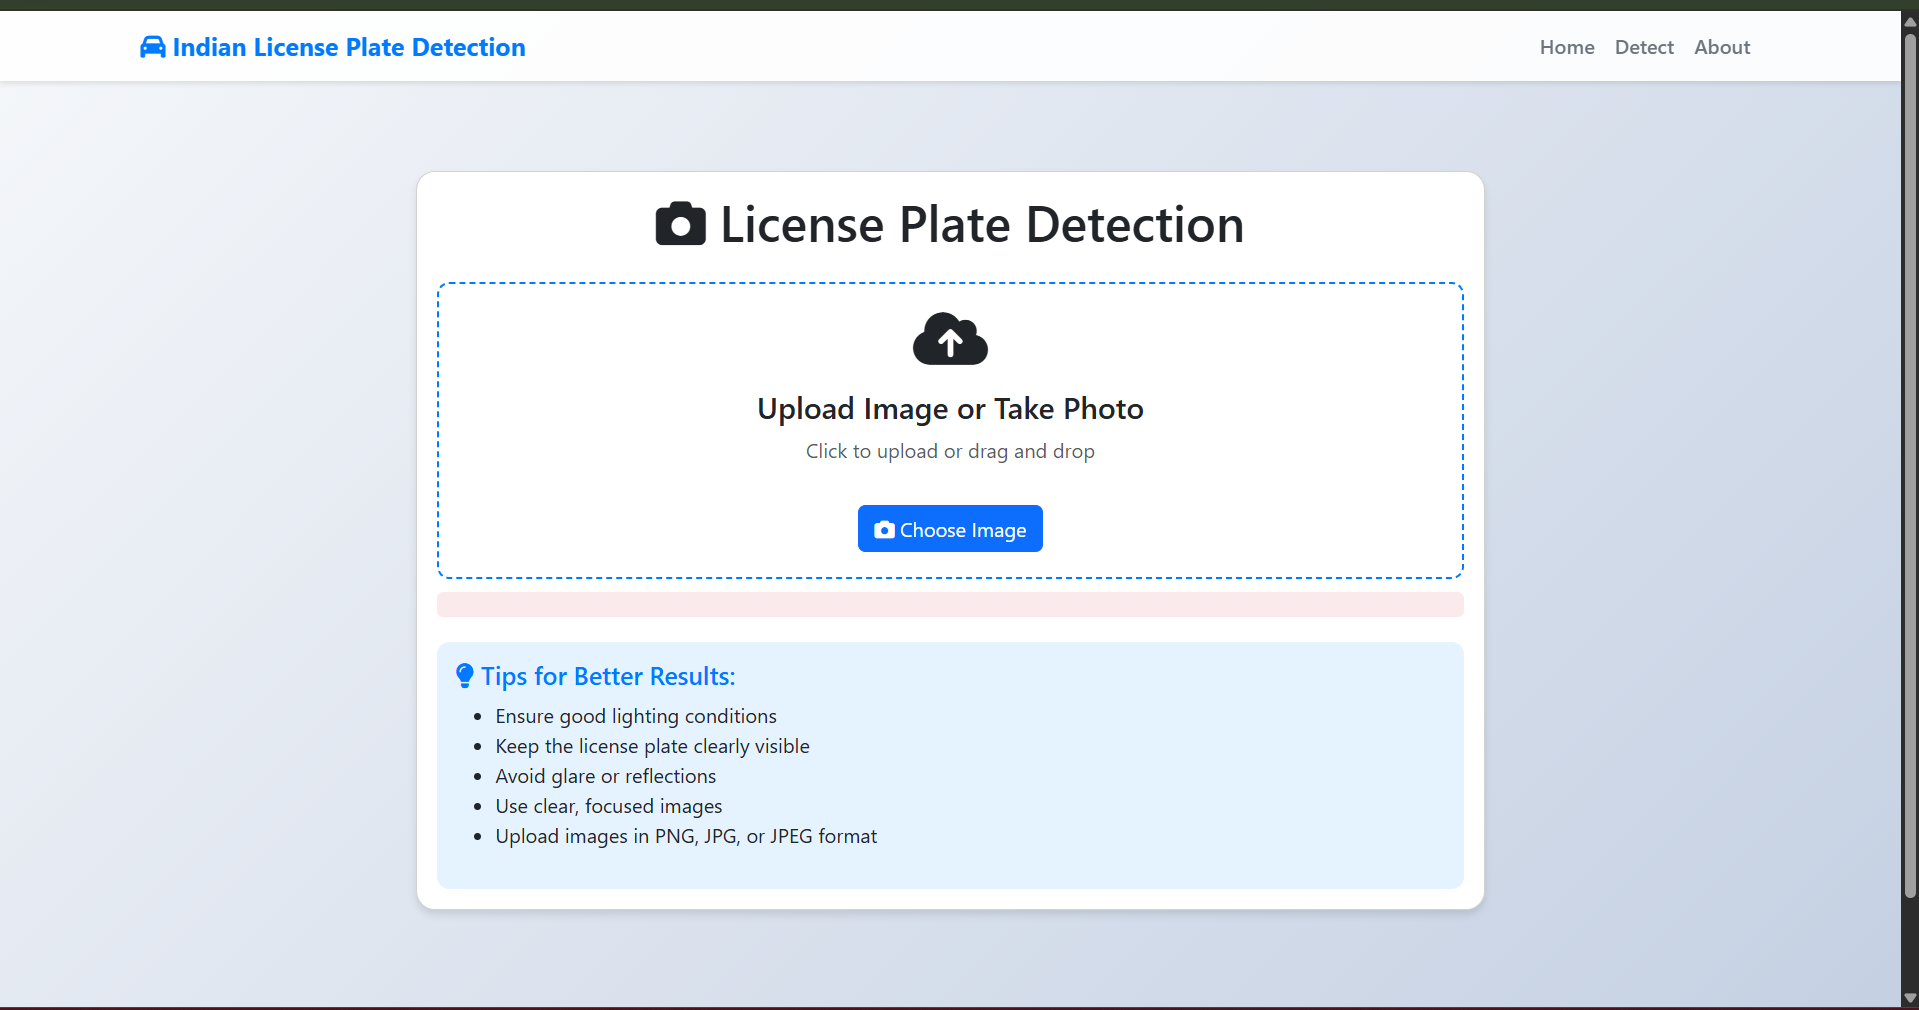 Indian License Plate Detection
Home Detect About
License Plate Detection
Upload Image or Take Photo
Click to upload or drag and drop
Choose Image
Tips for Better Results:
Ensure good lighting conditions
Keep the license plate clearly visible
Avoid glare or reflections
Use clear, focused images
Upload images in PNG, JPG, or JPEG format